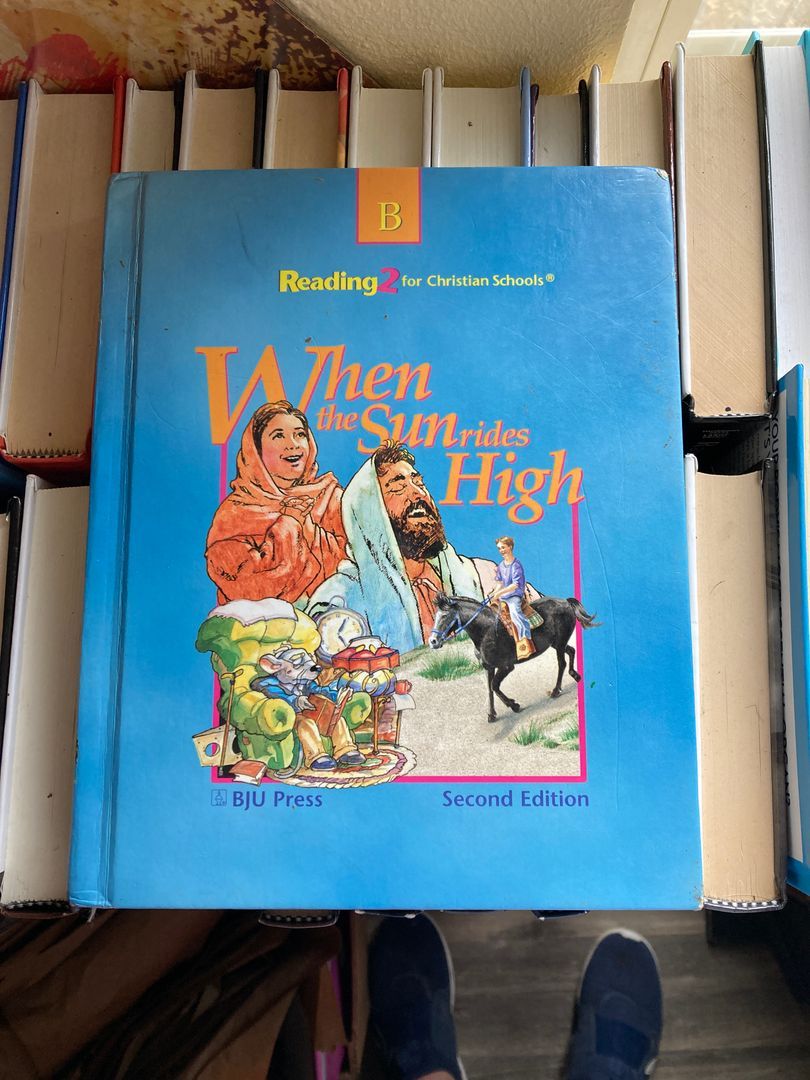 B
Reading2 for Christian Schools®
When
the Sun rides
High
BJU Press
Second Edition